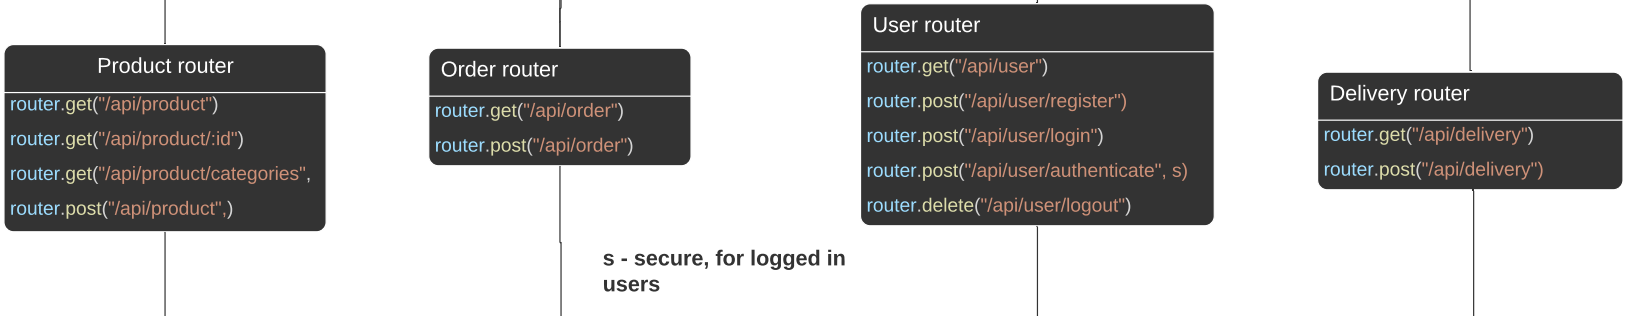 Product router
router.get("/api/product")
router.get("/api/product/:id")
router.get("/api/product/categories",
router.post("/api/product",)
Order router
router.get("/api/order")
router.post("/api/order")
s - secure, for logged in
users
User router
router.get("/api/user")
router.post("/api/user/register")
router.post("/api/user/login")
router.post("/api/user/authenticate", s)
router.delete("/api/user/logout")
Delivery router
router.get("/api/delivery")
router.post("/api/delivery")